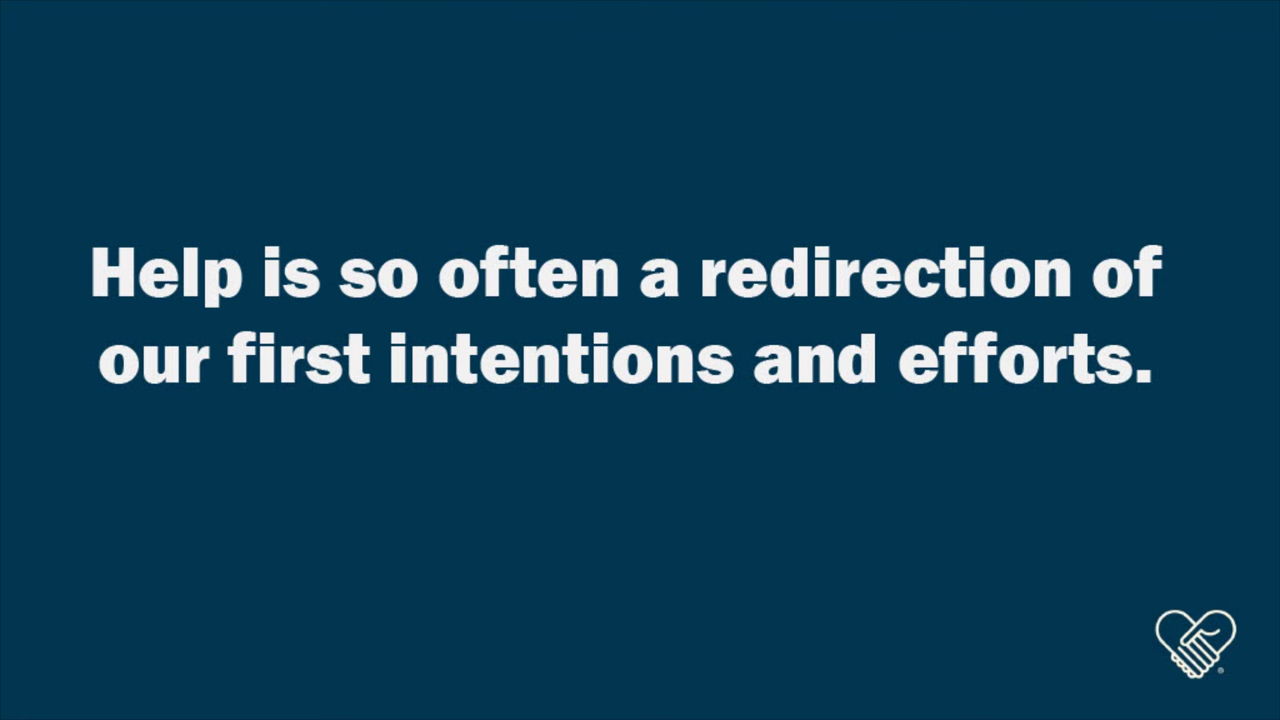 Help is so often a redirection of
our first intentions and efforts.
®